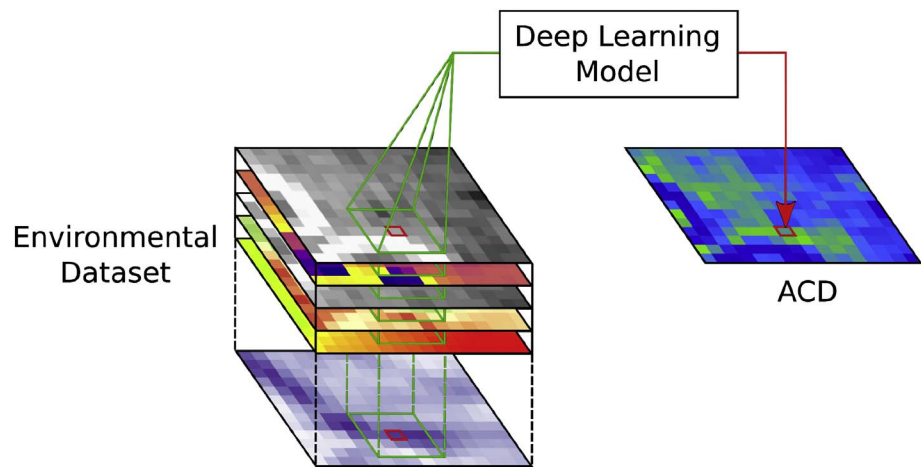 Deep Learning
Model
Environmental
Dataset
ACD